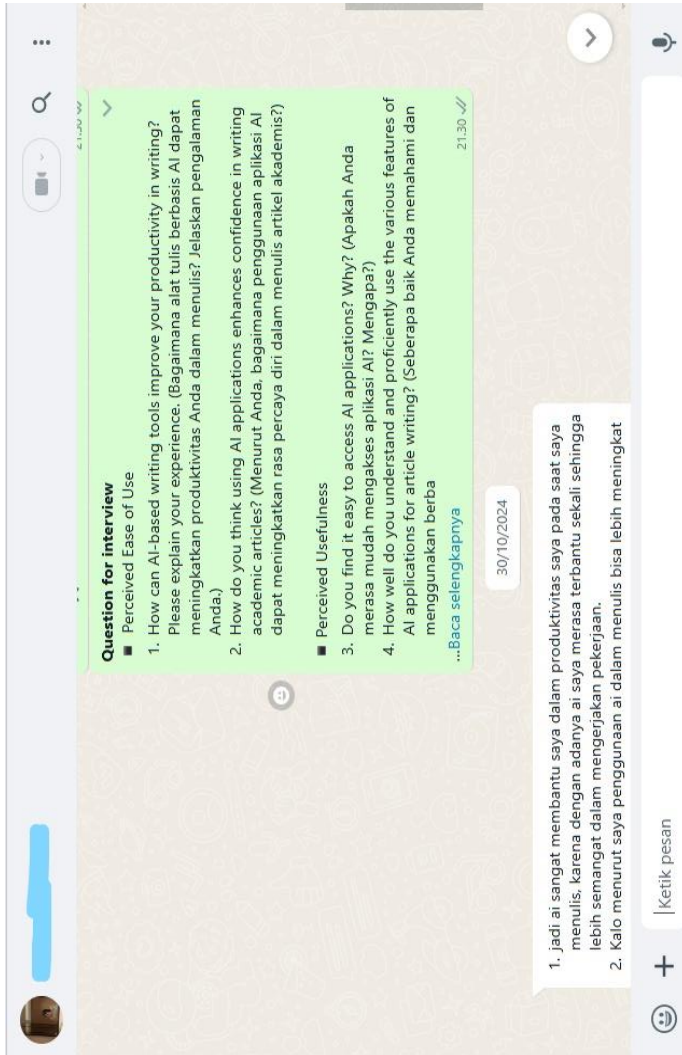 21.30
Question for interview
■ Perceived Ease of Use
1. How can AI-based writing tools improve your productivity in writing?
Please explain your experience. (Bagaimana alat tulis berbasis AI dapat
meningkatkan produktivitas Anda dalam menulis? Jelaskan pengalaman
Anda.)
2. How do you think using AI applications enhances confidence in writing
academic articles? (Menurut Anda, bagaimana penggunaan aplikasi AI
dapat meningkatkan rasa percaya diri dalam menulis artikel akademis?)
■ Perceived Usefulness
3. Do you find it easy to access AI applications? Why? (Apakah Anda
merasa mudah mengakses aplikasi AI? Mengapa?)
4. How well do you understand and proficiently use the various features of
AI applications for article writing? (Seberapa baik Anda memahami dan
menggunakan berba
...Baca selengkapnya
21.30
30/10/2024
1. jadi ai sangat membantu saya dalam produktivitas saya pada saat saya
menulis, karena dengan adanya ai saya merasa terbantu sekali sehingga
lebih semangat dalam mengerjakan pekerjaan.
2. Kalo menurut saya penggunaan ai dalam menulis bisa lebih meningkat
Ketik pesan